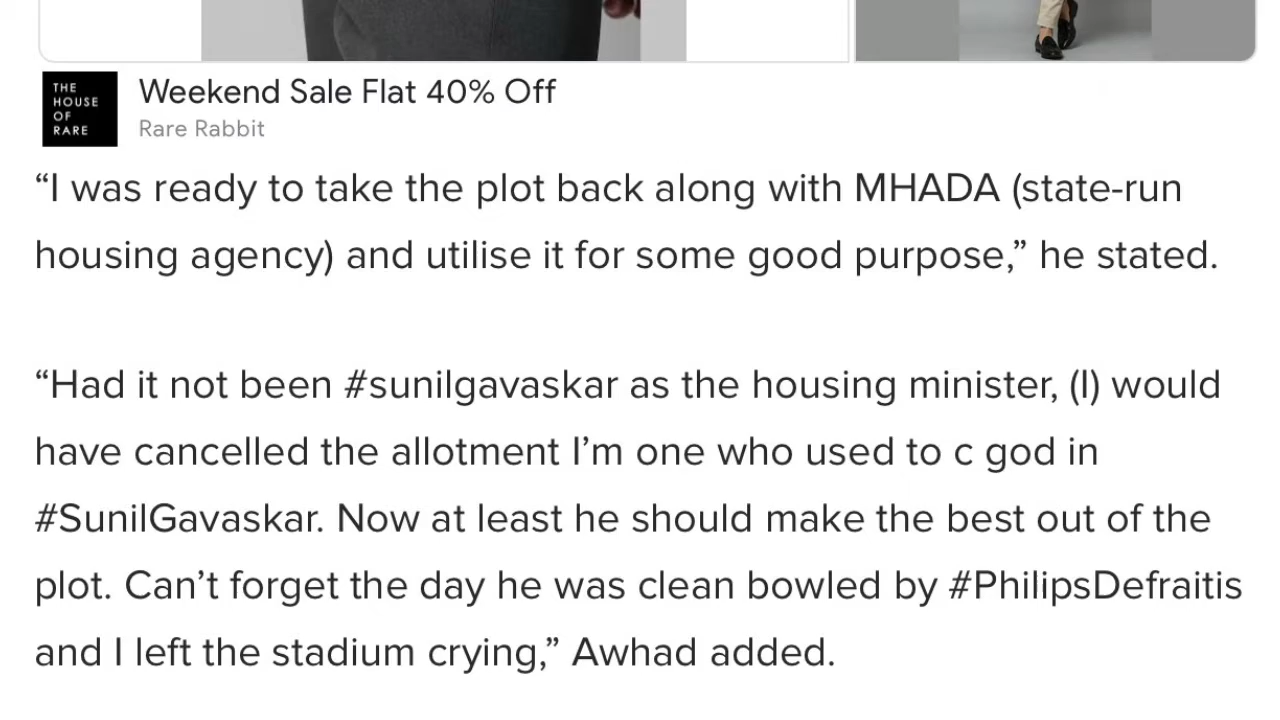 THE
HOUSE
OF
RARE
Weekend Sale Flat 40% Off
Rare Rabbit
“I was ready to take the plot back along with MHADA (state-run
housing agency) and utilise it for some good purpose,” he stated.
“Had it not been #sunilgavaskar as the housing minister, (I) would
have cancelled the allotment I’m one who used to c god in
#SunilGavaskar. Now at least he should make the best out of the
plot. Can’t forget the day he was clean bowled by #PhilipsDefraitis
and I left the stadium crying,” Awhad added.